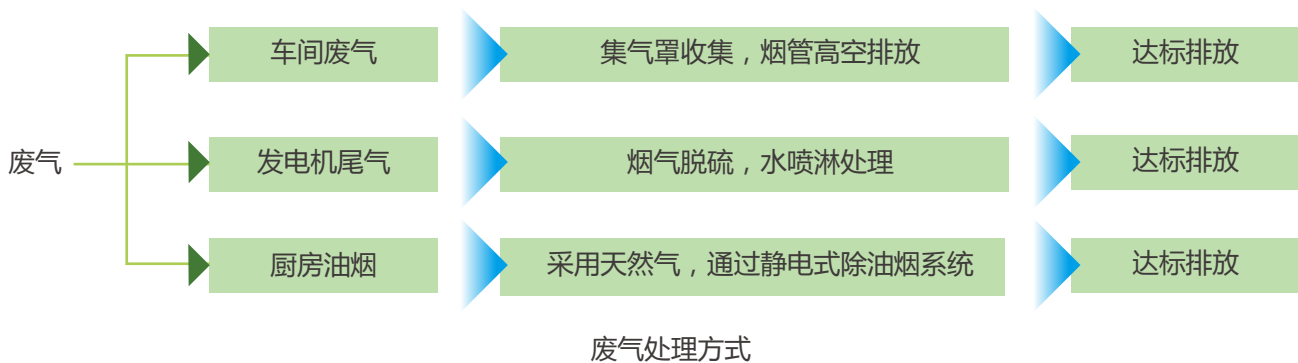 车间废气
集气罩收集，烟管高空排放
达标排放
废气
发电机尾气
烟气脱硫，水喷淋处理
达标排放
厨房油烟
采用天然气，通过静电式除油烟系统
达标排放
废气处理方式